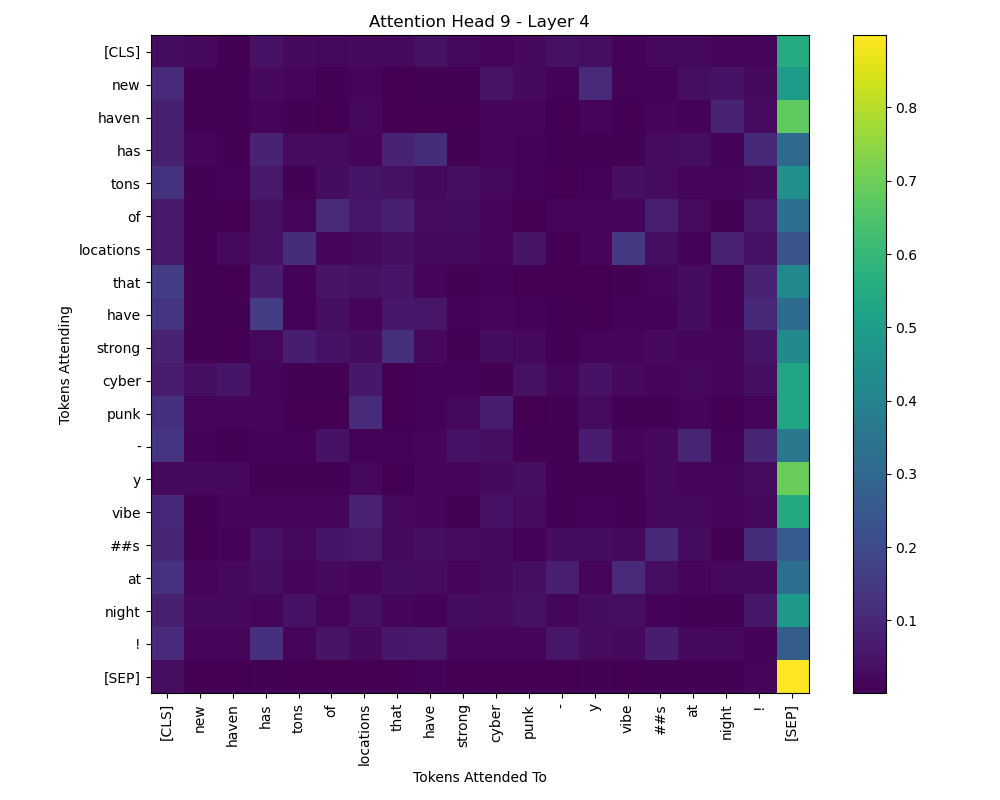 Attention Head 9 - Layer 4
Tokens Attending
[CLS]
new
haven
has
tons
of
locations
that
have
strong
cyber
punk
-
y
vibe
##s
at
night
!
[SEP]
[CLS]
new
haven
has
tons
of
locations
that
have
strong
cyber
punk
-
y
vibe
##s
at
night
!
[SEP]
Tokens Attended To
0.8
0.7
0.6
0.5
0.4
0.3
0.2
0.1